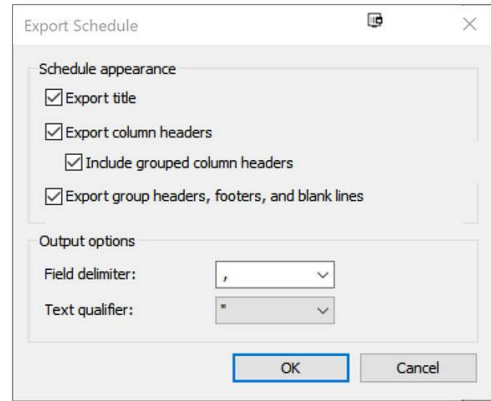 Export Schedule
Schedule appearance
Export title
Export column headers
Include grouped column headers
Export group headers, footers, and blank lines
Output options
Field delimiter: ,
Text qualifier: "
OK Cancel